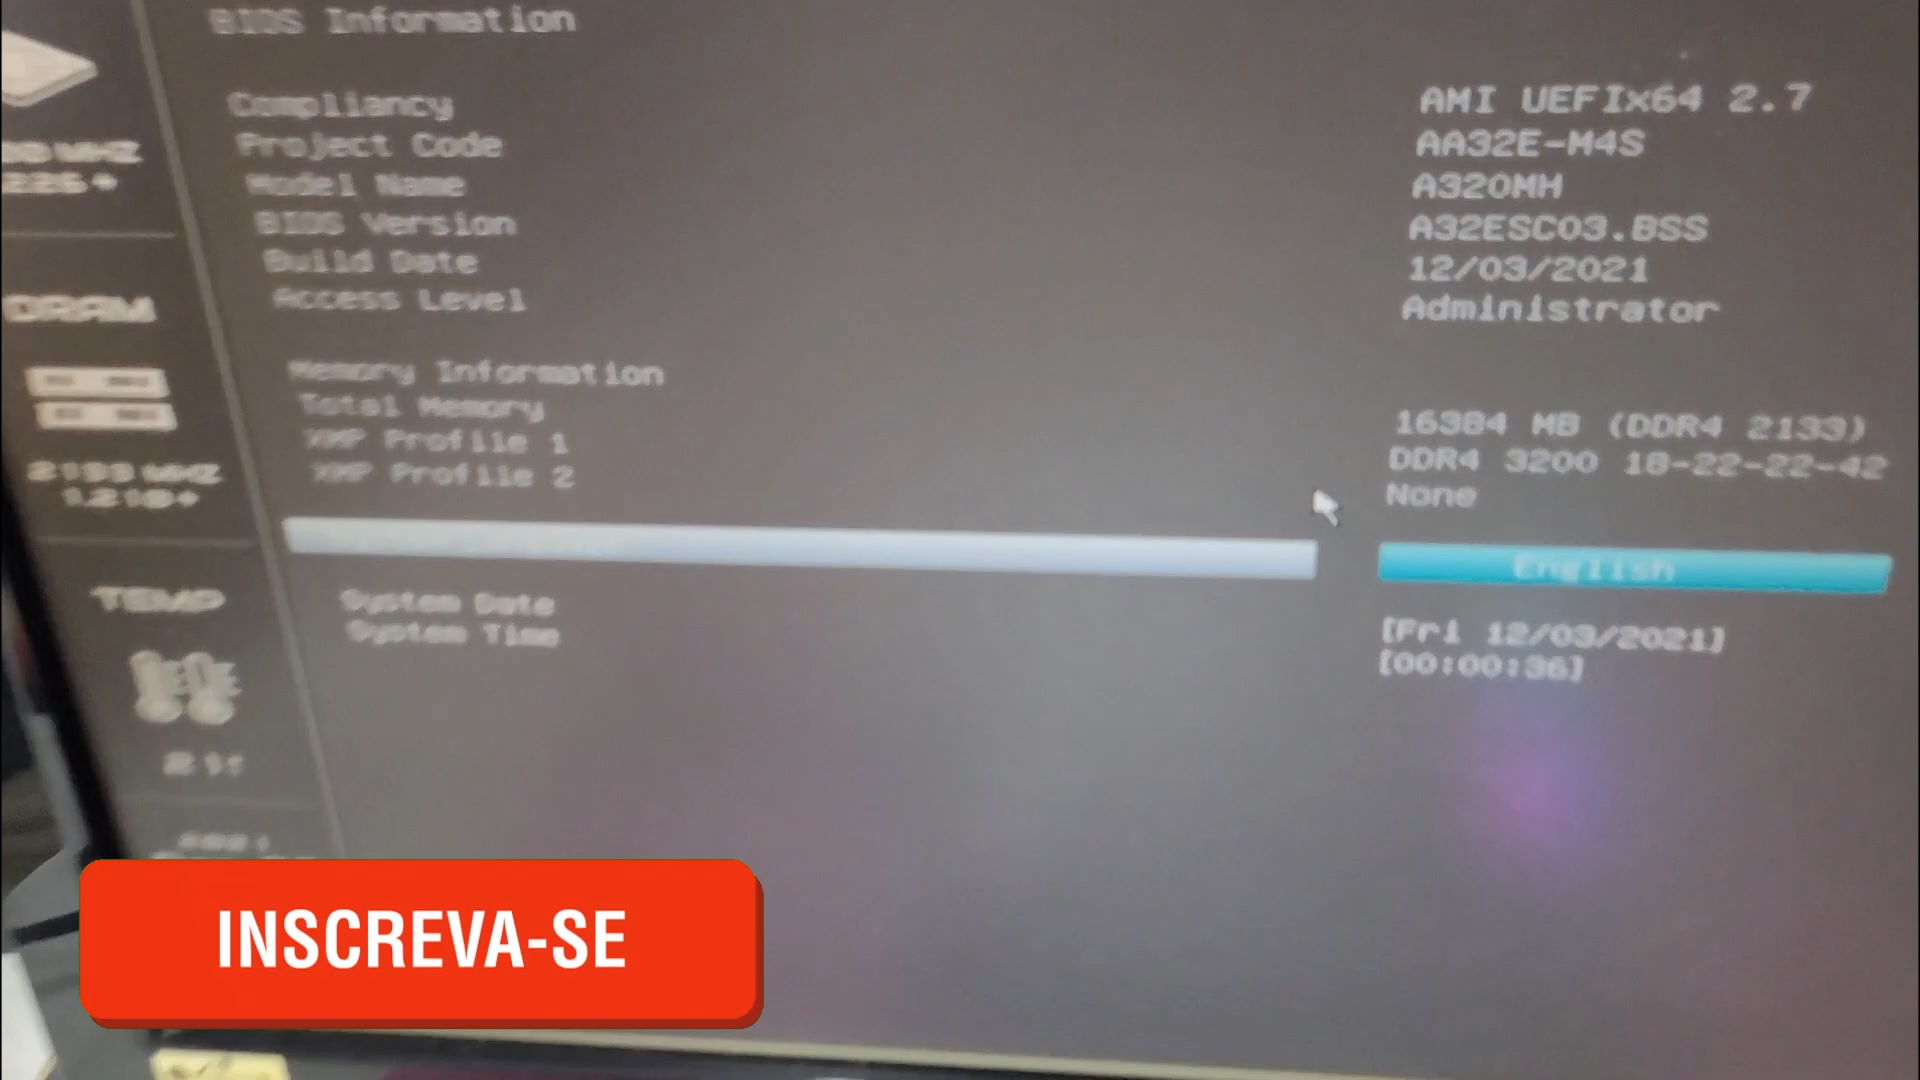 BIOS Information
Compliancy AMI UEFIx64 2.7
Project Code AA32E-M4S
Model Name A320MH
BIOS Version A32ESC03.BSS
Build Date 12/03/2021
Access Level Administrator
DRAM
Memory Information
Total Memory 16384 MB (DDR4 2133)
XMP Profile 1 DDR4 3200 18-22-22-42
XMP Profile 2 None
2133 MHZ
English
TEMP
System Date [Fri 12/03/2021]
System Time [00:00:36]
INSCREVA-SE